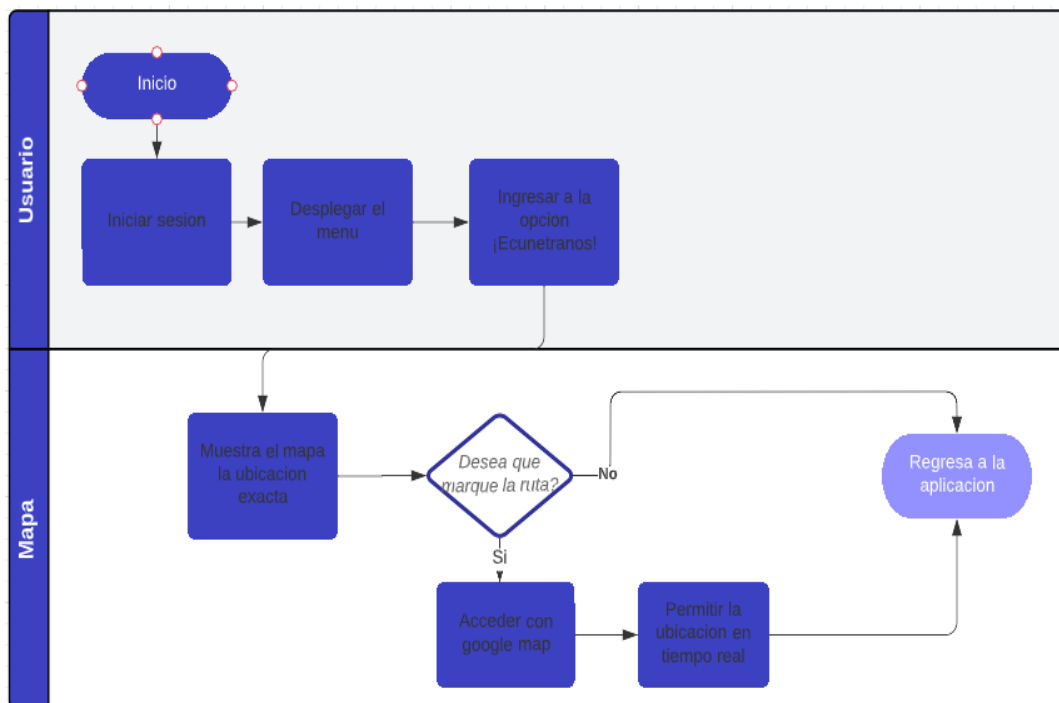 Usuario
Inicio
Iniciar sesion
Desplegar el
menu
Ingresar a la
opcion
¡Ecunetranos!
Mapa
Muestra el mapa
la ubicacion
exacta
Desea que
marque la ruta?
No
Regresa a la
aplicacion
Si
Acceder con
google map
Permitir la
ubicacion en
tiempo real